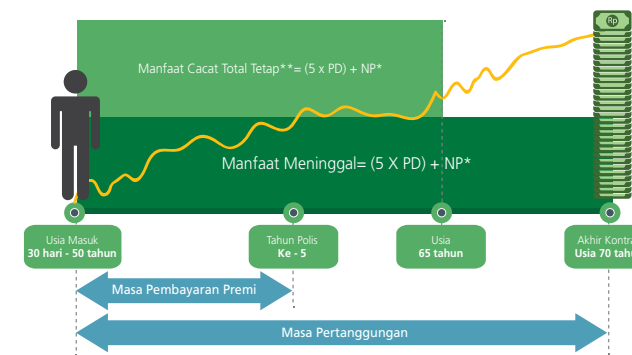 Rp
Manfaat Cacat Total Tetap**= (5 x PD) + NP*
Manfaat Meninggal= (5 X PD) + NP*
Usia Masuk
30 hari - 50 tahun
Tahun Polis
Ke - 5
Usia
65 tahun
Akhir Kontra
Usia 70 tahu
Masa Pembayaran Premi
Masa Pertanggungan